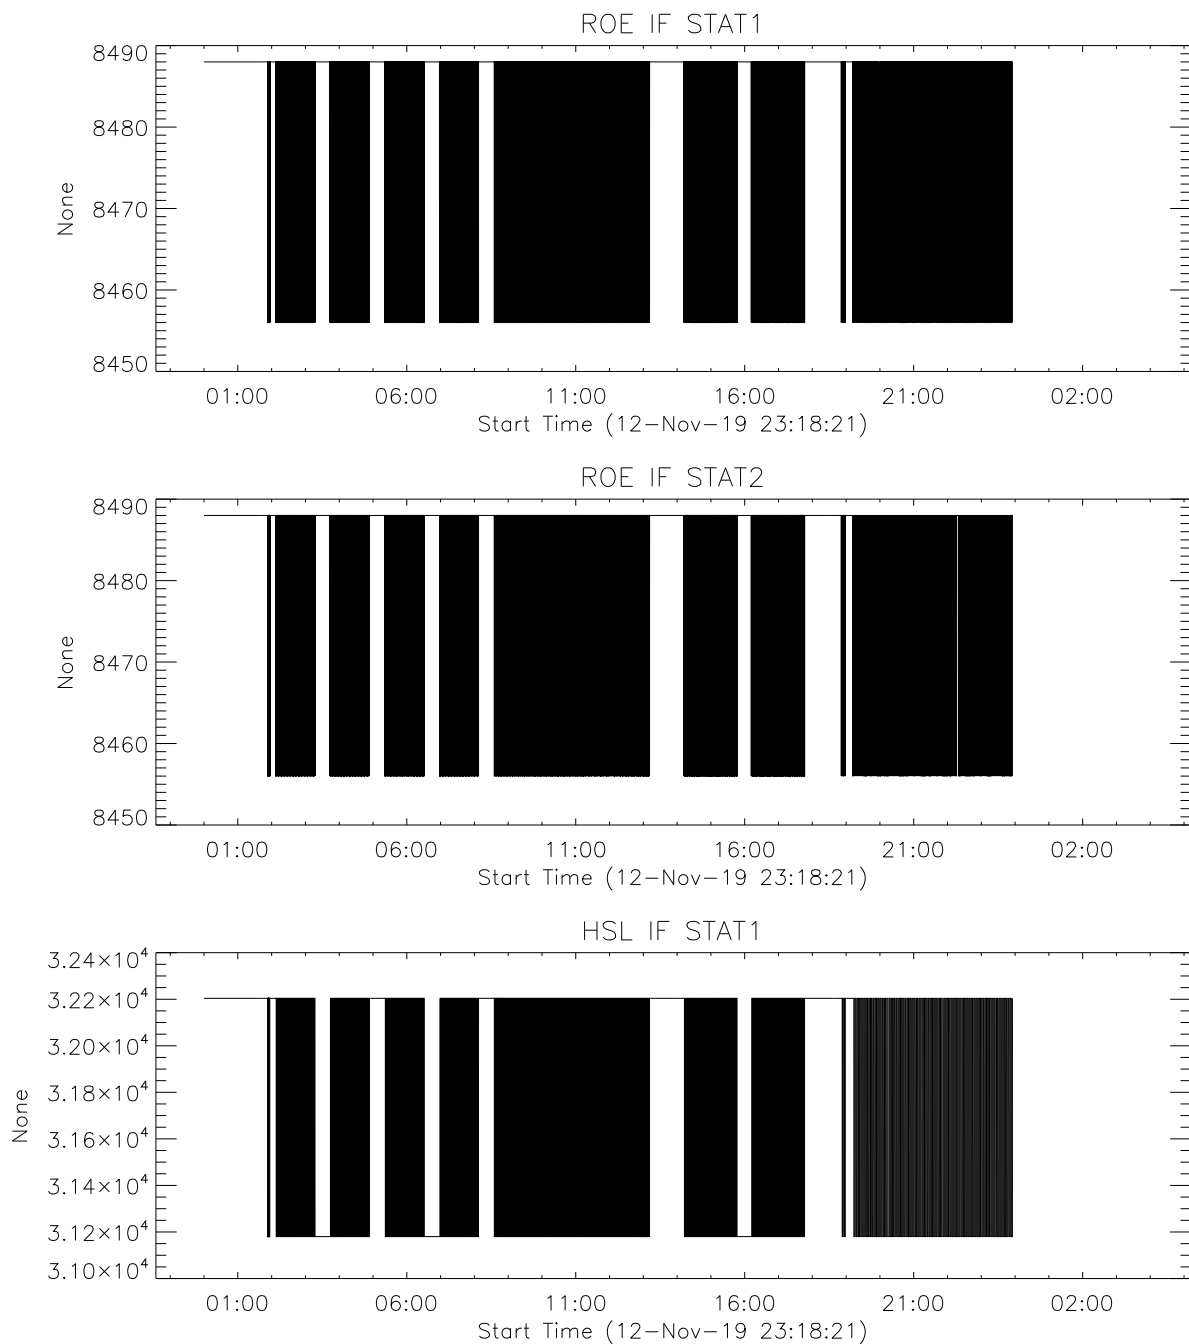 ROE IF STAT1
8490
8480
8470
8460
8450
None
01:00 06:00 11:00 16:00 21:00 02:00
Start Time (12-Nov-19 23:18:21)
ROE IF STAT2
8490
8480
8470
8460
8450
None
01:00 06:00 11:00 16:00 21:00 02:00
Start Time (12-Nov-19 23:18:21)
HSL IF STAT1
3.24×10⁴
3.22×10⁴
3.20×10⁴
3.18×10⁴
3.16×10⁴
3.14×10⁴
3.12×10⁴
3.10×10⁴
None
01:00 06:00 11:00 16:00 21:00 02:00
Start Time (12-Nov-19 23:18:21)